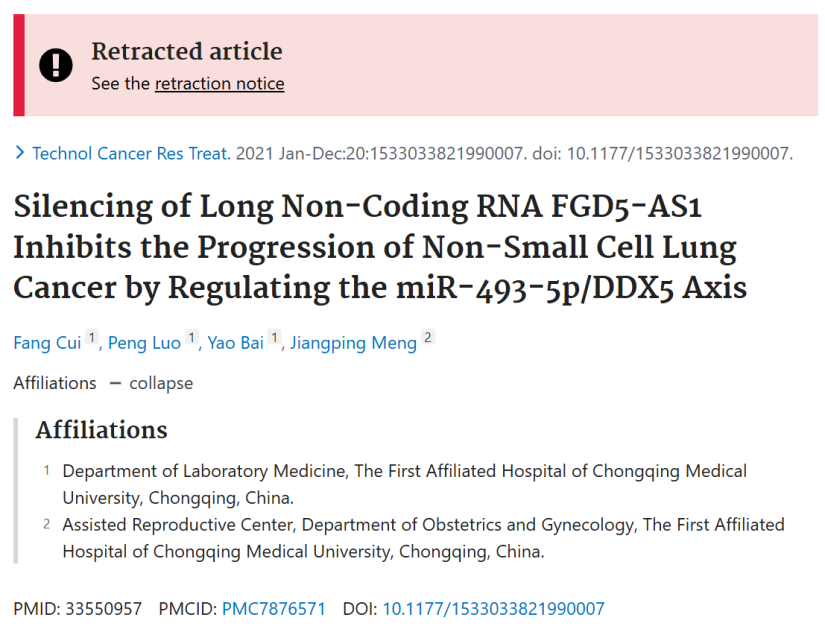 Retracted article
See the retraction notice
Technol Cancer Res Treat. 2021 Jan-Dec:20:1533033821990007. doi: 10.1177/1533033821990007.
Silencing of Long Non-Coding RNA FGD5-AS1
Inhibits the Progression of Non-Small Cell Lung
Cancer by Regulating the miR-493-5p/DDX5 Axis
Fang Cui 1, Peng Luo 1, Yao Bai 1, Jiangping Meng 2
Affiliations – collapse
Affiliations
1 Department of Laboratory Medicine, The First Affiliated Hospital of Chongqing Medical
University, Chongqing, China.
2 Assisted Reproductive Center, Department of Obstetrics and Gynecology, The First Affiliated
Hospital of Chongqing Medical University, Chongqing, China.
PMID: 33550957 PMCID: PMC7876571 DOI: 10.1177/1533033821990007